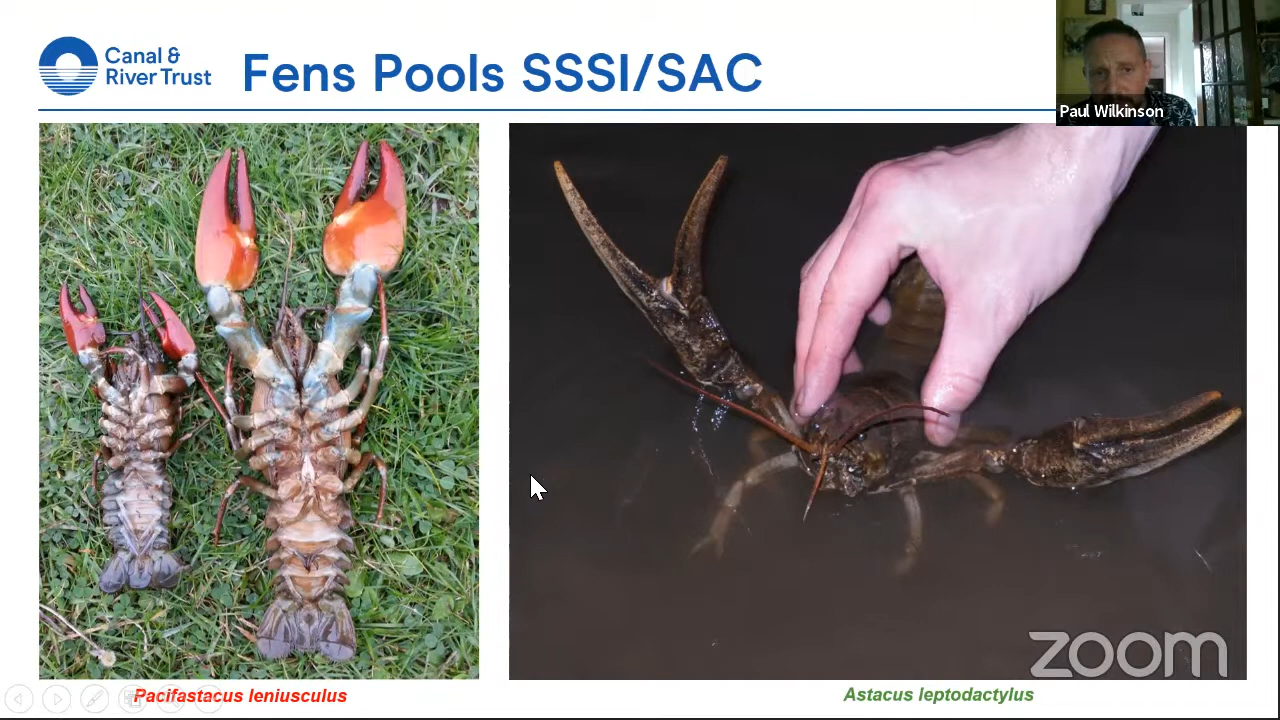 Canal &
River Trust
Fens Pools SSSI/SAC
Paul Wilkinson
zoom
Pacifastacus leniusculus
Astacus leptodactylus